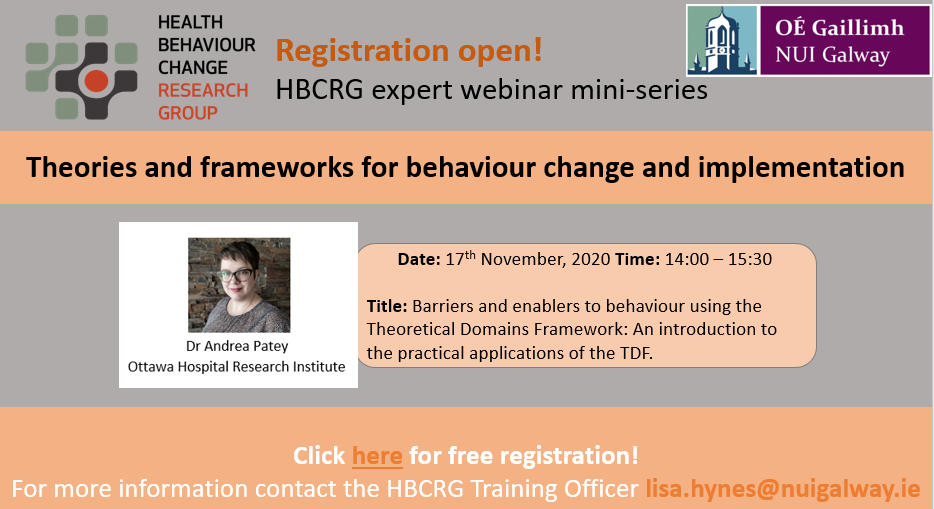 HEALTH
BEHAVIOUR
CHANGE
RESEARCH
GROUP
Registration open!
HBCRG expert webinar mini-series
OÉ Gaillimh
NUI Galway
Theories and frameworks for behaviour change and implementation
Dr Andrea Patey
Ottawa Hospital Research Institute
Date: 17th November, 2020 Time: 14:00 – 15:30
Title: Barriers and enablers to behaviour using the
Theoretical Domains Framework: An introduction to
the practical applications of the TDF.
Click here for free registration!
For more information contact the HBCRG Training Officer lisa.hynes@nuigalway.ie